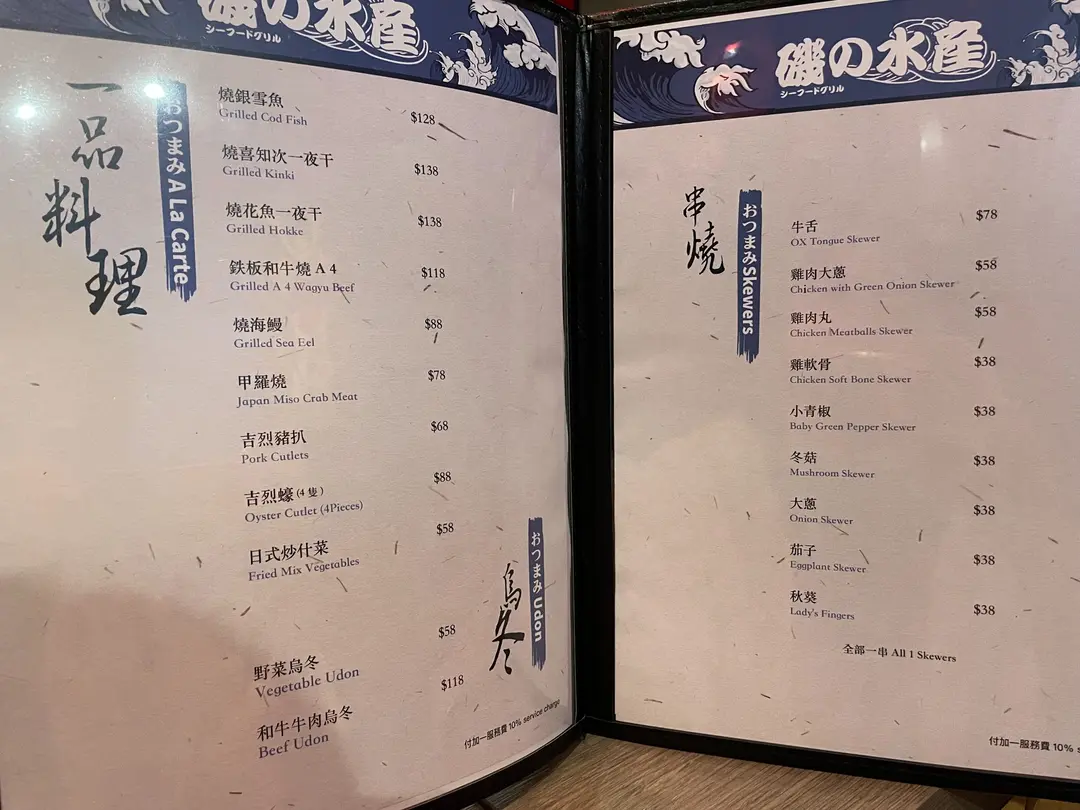 磯の水産
シーフードグリル
一品料理
おつまみ A La Carte
燒銀雪魚
Grilled Cod Fish
$128
燒喜知次一夜干
Grilled Kinki
$138
燒花魚一夜干
Grilled Hokke
$138
鉄板和牛燒 A 4
Grilled A 4 Wagyu Beef
$118
燒海鰻
Grilled Sea Eel
$88
甲羅燒
Japan Miso Crab Meat
$78
吉烈豬扒
Pork Cutlets
$68
吉烈蠔 (4 隻)
Oyster Cutlet (4Pieces)
$88
日式炒什菜
Fried Mix Vegetables
$58
烏冬
おつまみ Udon
野菜烏冬
Vegetable Udon
$58
和牛牛肉烏冬
Beef Udon
$118
付加一服務費 10% service charge
磯の水産
シーフードグリル
串燒
おつまみ Skewers
牛舌
OX Tongue Skewer
$78
雞肉大蔥
Chicken with Green Onion Skewer
$58
雞肉丸
Chicken Meatballs Skewer
$58
雞軟骨
Chicken Soft Bone Skewer
$38
小青椒
Baby Green Pepper Skewer
$38
冬菇
Mushroom Skewer
$38
大蔥
Onion Skewer
$38
茄子
Eggplant Skewer
$38
秋葵
Lady's Fingers
$38
全部一串 All 1 Skewers
付加一服務費 10% s